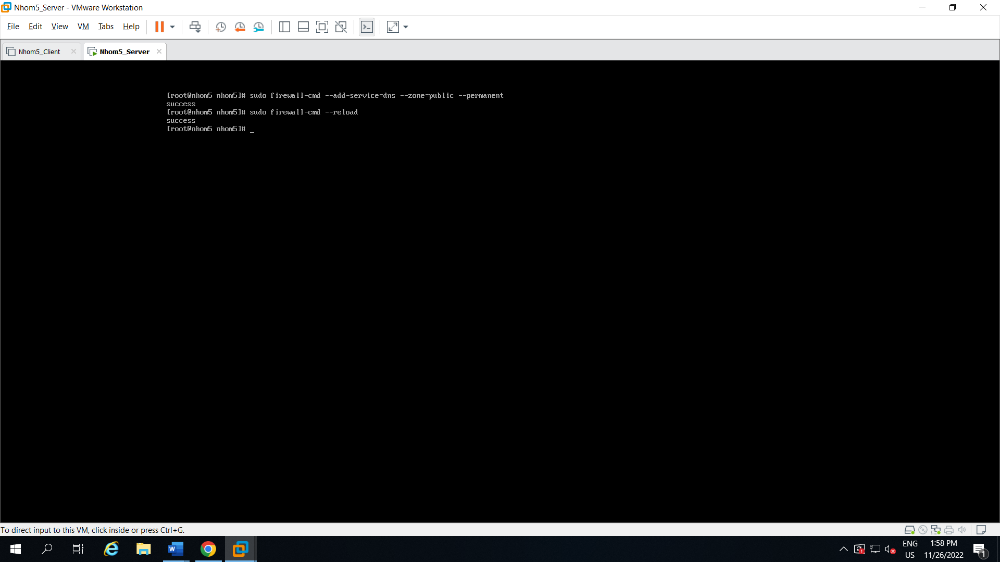 Nhom5_Server - VMware Workstation
File Edit View VM Tabs Help
Nhom5_Client Nhom5_Server
[root@nhom5 nhom5]# sudo firewall-cmd --add-service=dns --zone=public --permanent
success
[root@nhom5 nhom5]# sudo firewall-cmd --reload
success
[root@nhom5 nhom5]# _
To direct input to this VM, click inside or press Ctrl+G.
ENG 1:58 PM
US 11/26/2022 1